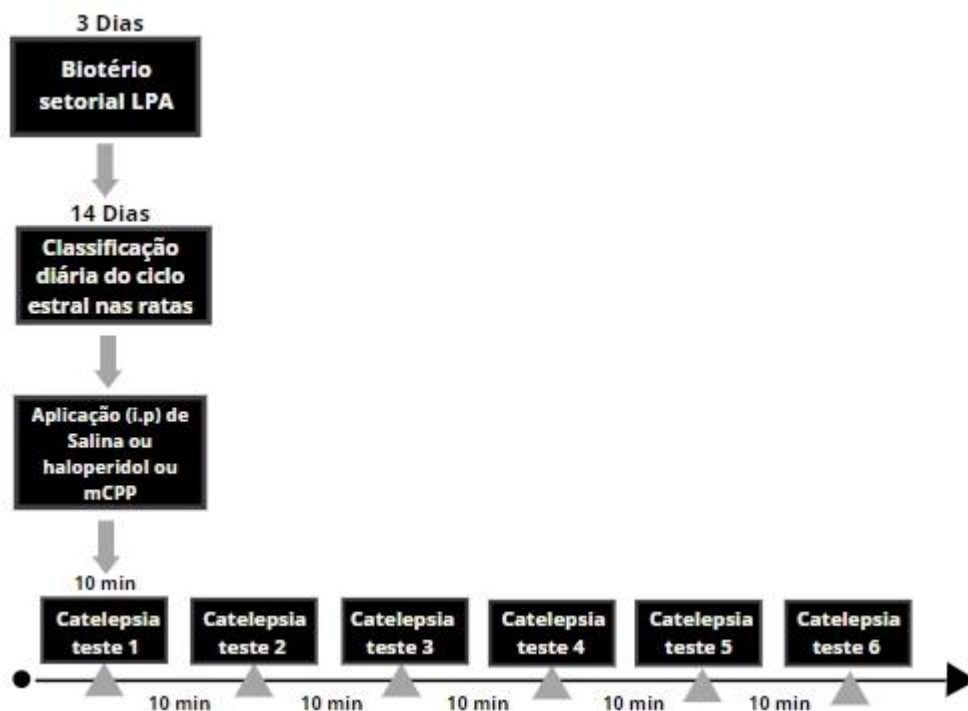 3 Dias
Biotério
setorial LPA
14 Dias
Classificação
diária do ciclo
estral nas ratas
Aplicação (i.p) de
Salina ou
haloperidol ou
mCPP
10 min
Catelepsia
teste 1
Catelepsia
teste 2
Catelepsia
teste 3
Catelepsia
teste 4
Catelepsia
teste 5
Catelepsia
teste 6
10 min
10 min
10 min
10 min
10 min